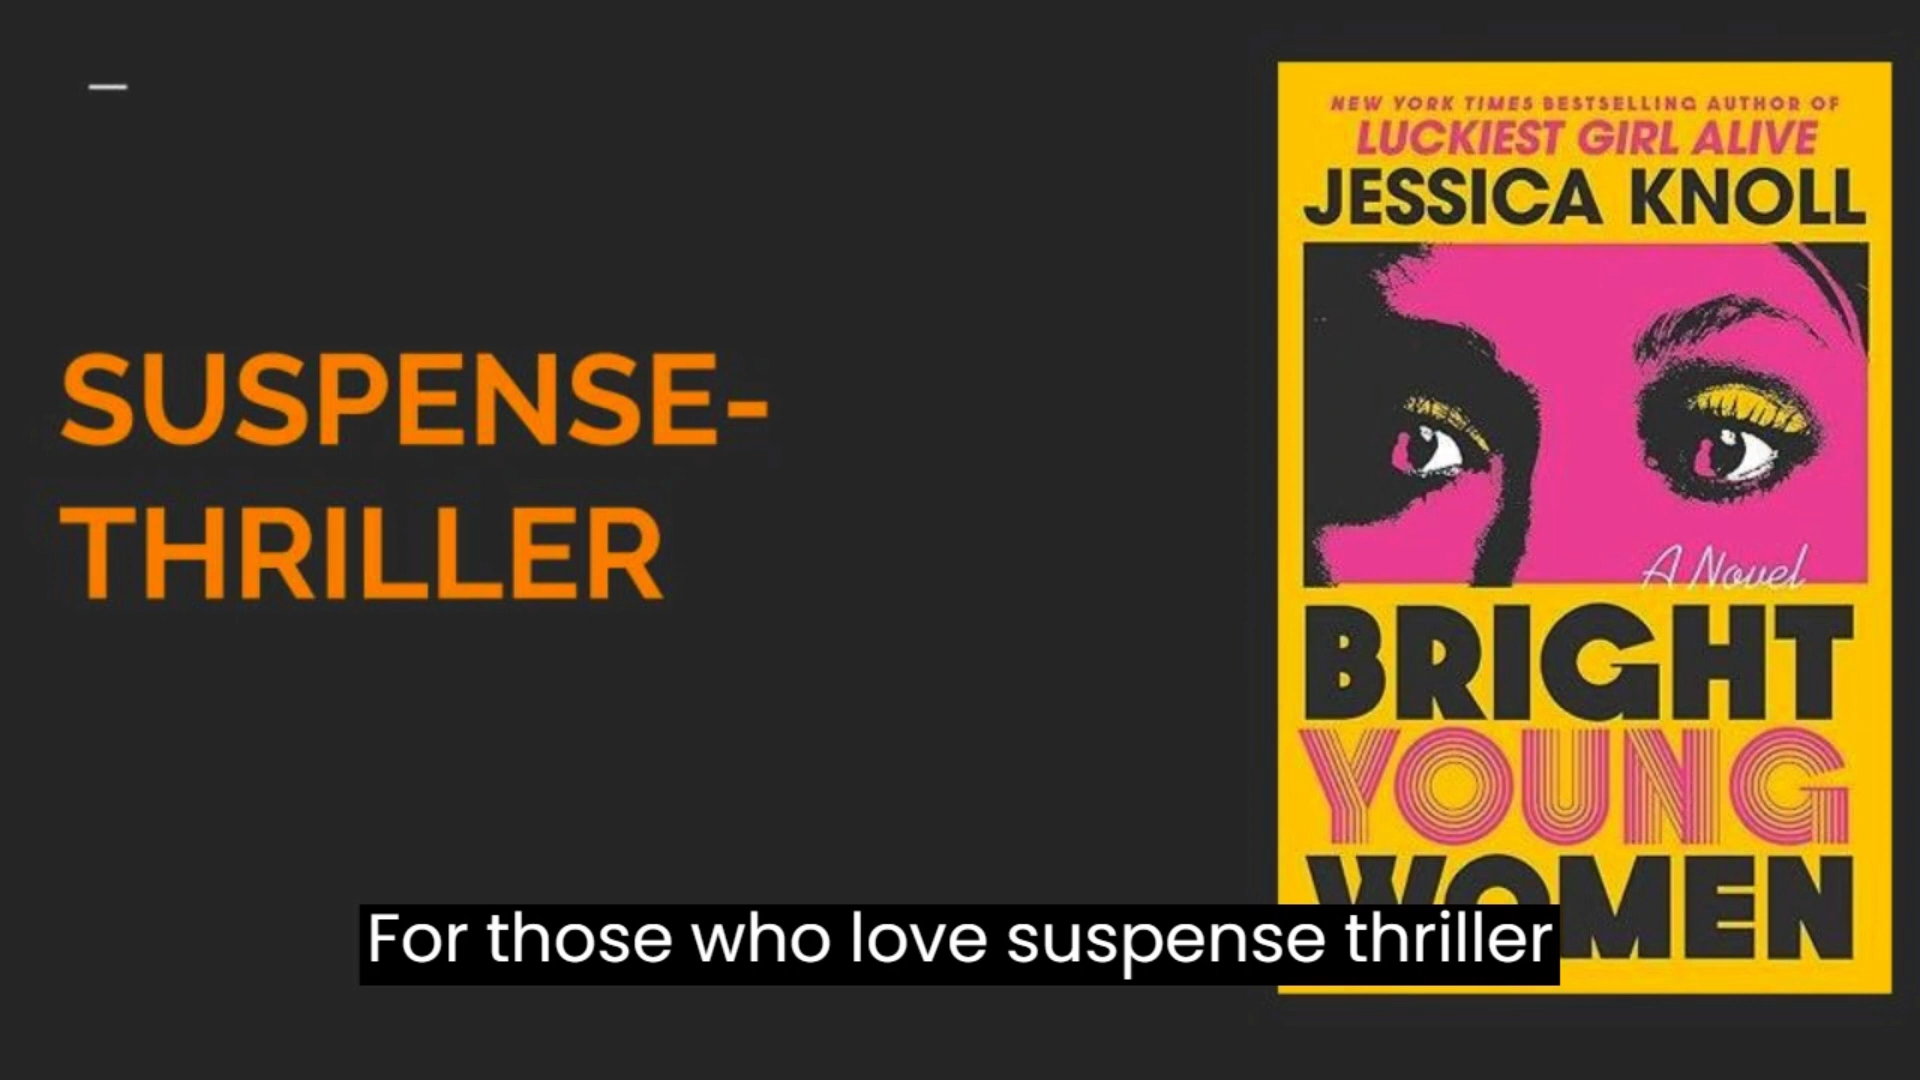 SUSPENSE-
THRILLER
NEW YORK TIMES BESTSELLING AUTHOR OF
LUCKIEST GIRL ALIVE
JESSICA KNOLL
A Novel
BRIGHT
YOUNG
WOMEN
For those who love suspense thriller